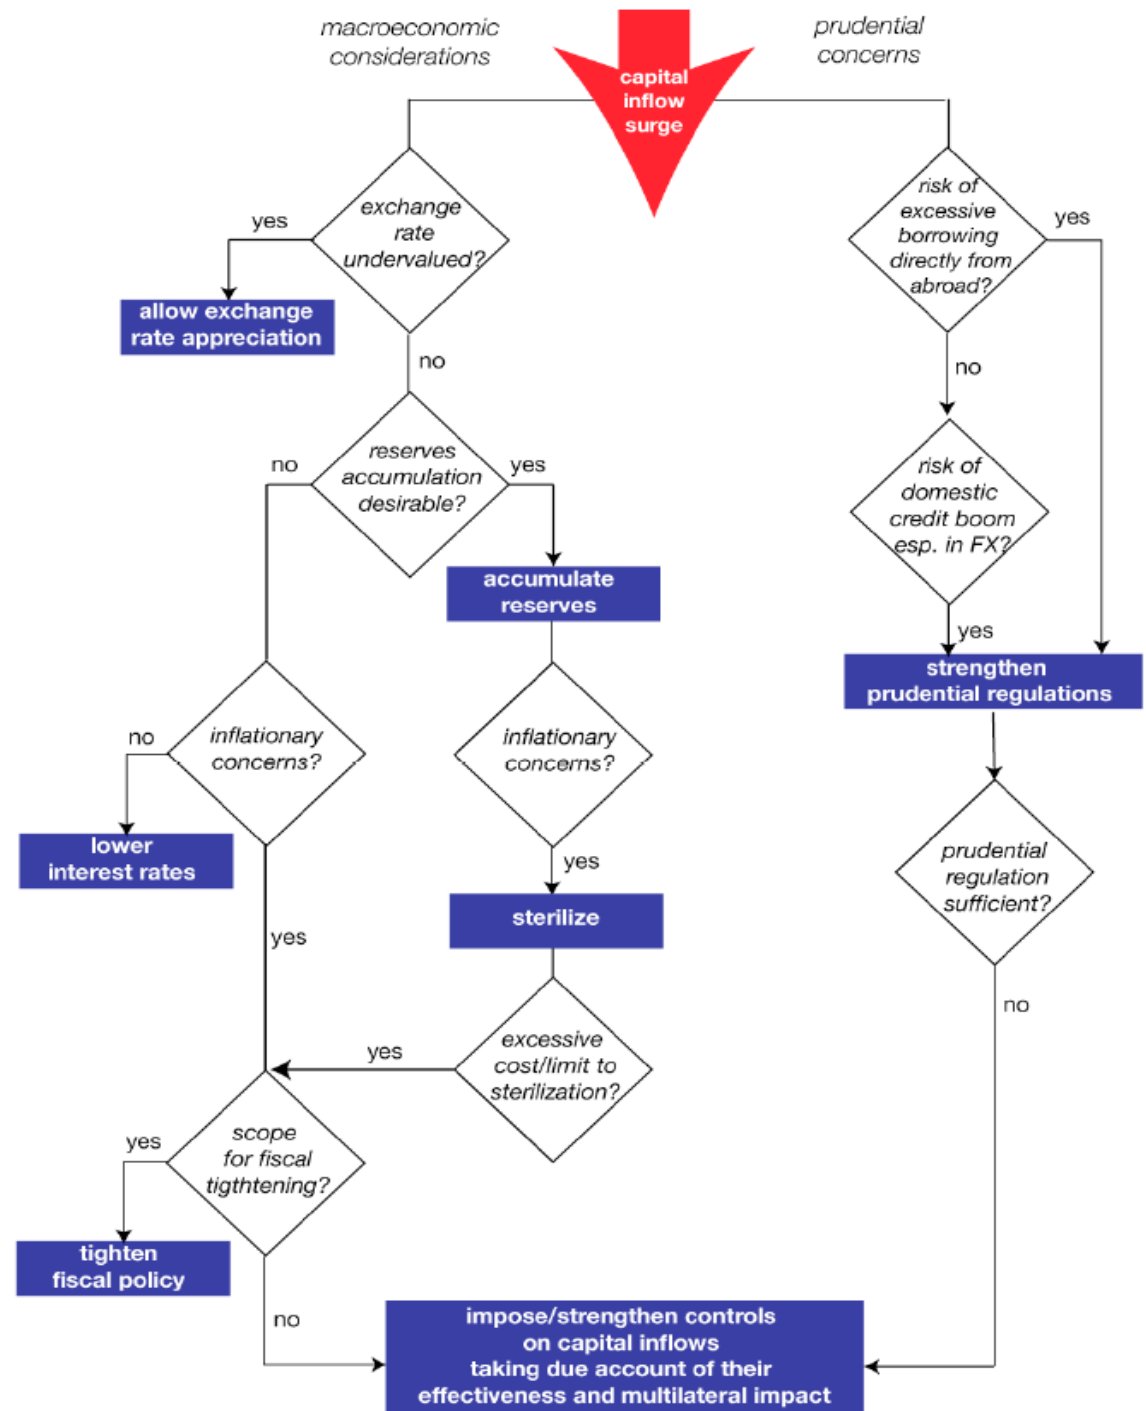 macroeconomic
considerations
prudential
concerns
capital
inflow
surge
exchange
rate
undervalued?
yes
allow exchange
rate appreciation
no
risk of
excessive
borrowing
directly from
abroad?
yes
no
reserves
accumulation
desirable?
no
yes
accumulate
reserves
risk of
domestic
credit boom
esp. in FX?
yes
strengthen
prudential regulations
inflationary
concerns?
no
lower
interest rates
yes
inflationary
concerns?
yes
sterilize
prudential
regulation
sufficient?
no
excessive
cost/limit to
sterilization?
yes
scope
for fiscal
tigthtening?
yes
tighten
fiscal policy
no
impose/strengthen controls
on capital inflows
taking due account of their
effectiveness and multilateral impact